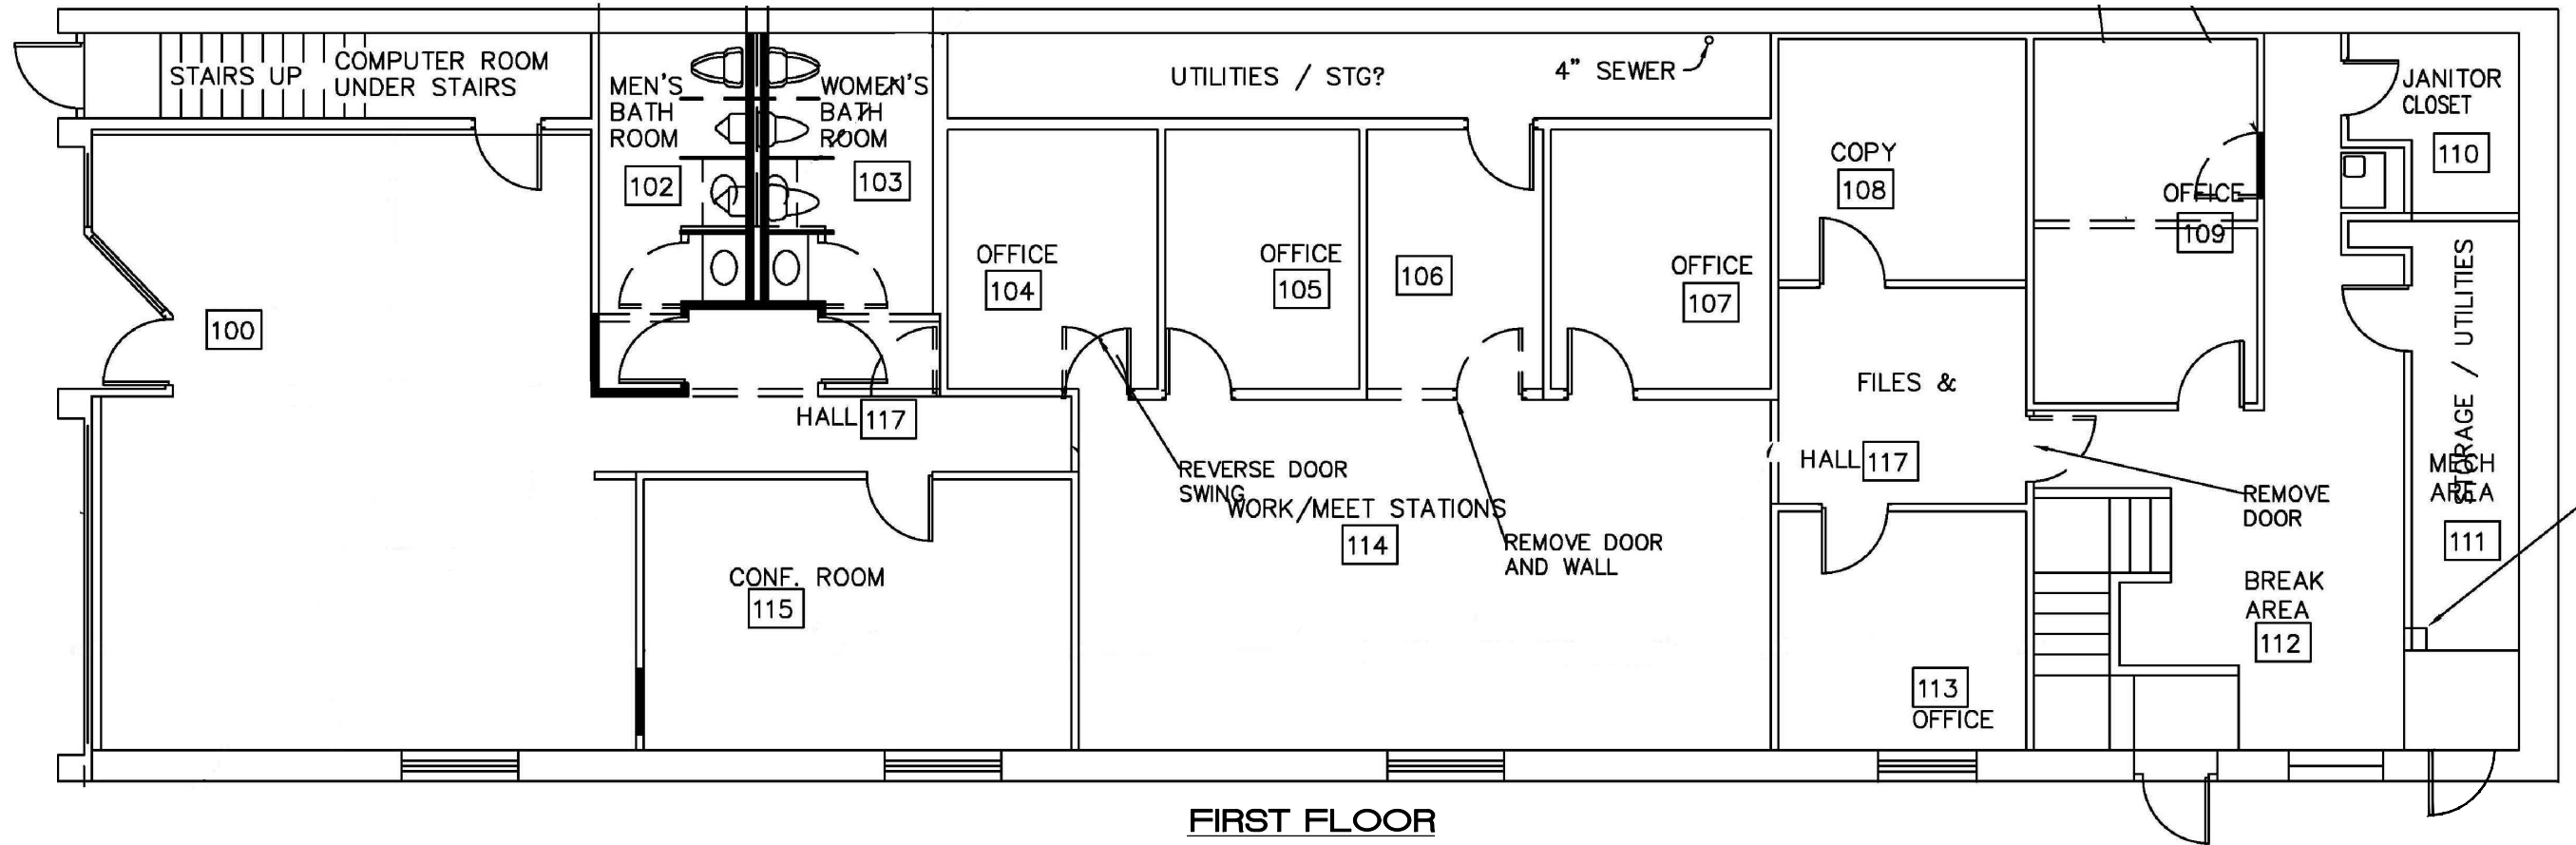 STAIRS UP
COMPUTER ROOM
UNDER STAIRS
MEN'S
BATH
ROOM
102
WOMEN'S
BATH
ROOM
103
UTILITIES / STG?
4" SEWER
COPY
108
OFFICE
109
JANITOR
CLOSET
110
100
OFFICE
104
OFFICE
105
106
OFFICE
107
HALL 117
REVERSE DOOR
SWING
WORK/MEET STATIONS
114
REMOVE DOOR
AND WALL
FILES &
HALL 117
REMOVE
DOOR
STORAGE / UTILITIES
MECH
AREA
111
CONF. ROOM
115
BREAK
AREA
112
113
OFFICE
FIRST FLOOR